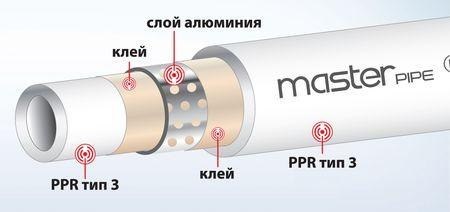 слой алюминия
клей
master PIPE
PPR тип 3
клей
PPR тип 3